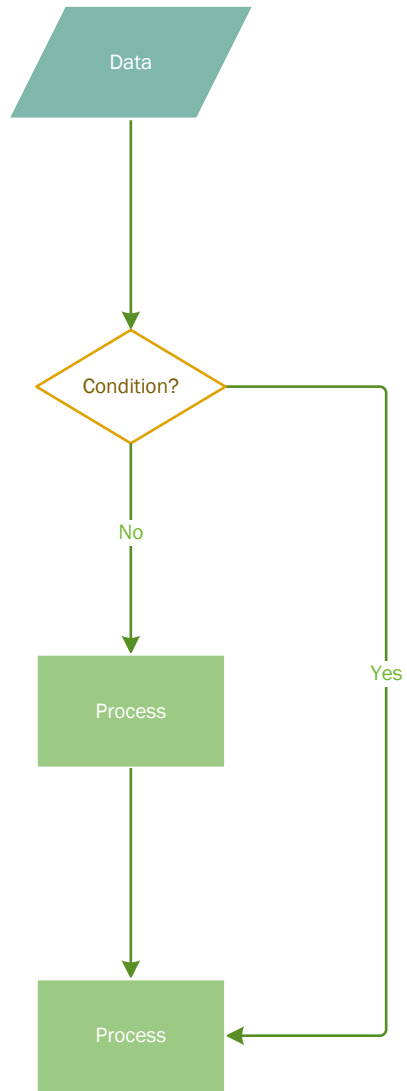 Data
Condition?
No
Yes
Process
Process